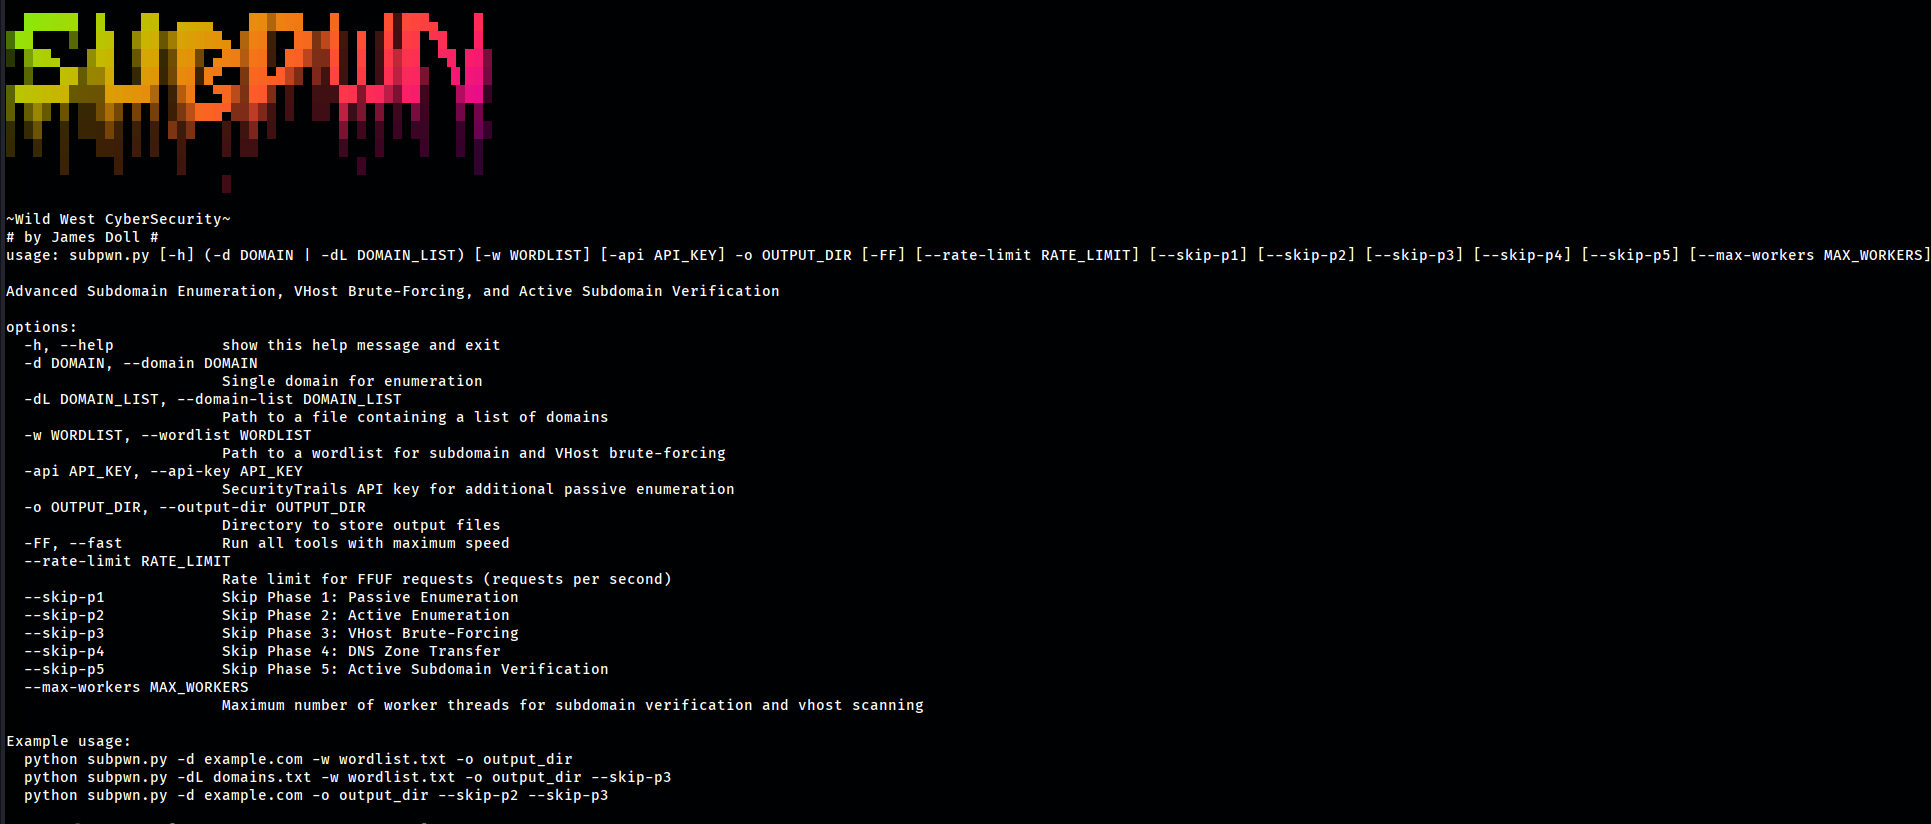 SUBPWN
~Wild West CyberSecurity~
# by James Doll #
usage: subpwn.py [-h] (-d DOMAIN | -dL DOMAIN_LIST) [-w WORDLIST] [-api API_KEY] -o OUTPUT_DIR [-FF] [--rate-limit RATE_LIMIT] [--skip-p1] [--skip-p2] [--skip-p3] [--skip-p4] [--skip-p5] [--max-workers MAX_WORKERS]
Advanced Subdomain Enumeration, VHost Brute-Forcing, and Active Subdomain Verification
options:
-h, --help show this help message and exit
-d DOMAIN, --domain DOMAIN
Single domain for enumeration
-dL DOMAIN_LIST, --domain-list DOMAIN_LIST
Path to a file containing a list of domains
-w WORDLIST, --wordlist WORDLIST
Path to a wordlist for subdomain and VHost brute-forcing
-api API_KEY, --api-key API_KEY
SecurityTrails API key for additional passive enumeration
-o OUTPUT_DIR, --output-dir OUTPUT_DIR
Directory to store output files
-FF, --fast Run all tools with maximum speed
--rate-limit RATE_LIMIT
Rate limit for FFUF requests (requests per second)
--skip-p1 Skip Phase 1: Passive Enumeration
--skip-p2 Skip Phase 2: Active Enumeration
--skip-p3 Skip Phase 3: VHost Brute-Forcing
--skip-p4 Skip Phase 4: DNS Zone Transfer
--skip-p5 Skip Phase 5: Active Subdomain Verification
--max-workers MAX_WORKERS
Maximum number of worker threads for subdomain verification and vhost scanning
Example usage:
python subpwn.py -d example.com -w wordlist.txt -o output_dir
python subpwn.py -dL domains.txt -w wordlist.txt -o output_dir --skip-p3
python subpwn.py -d example.com -o output_dir --skip-p2 --skip-p3